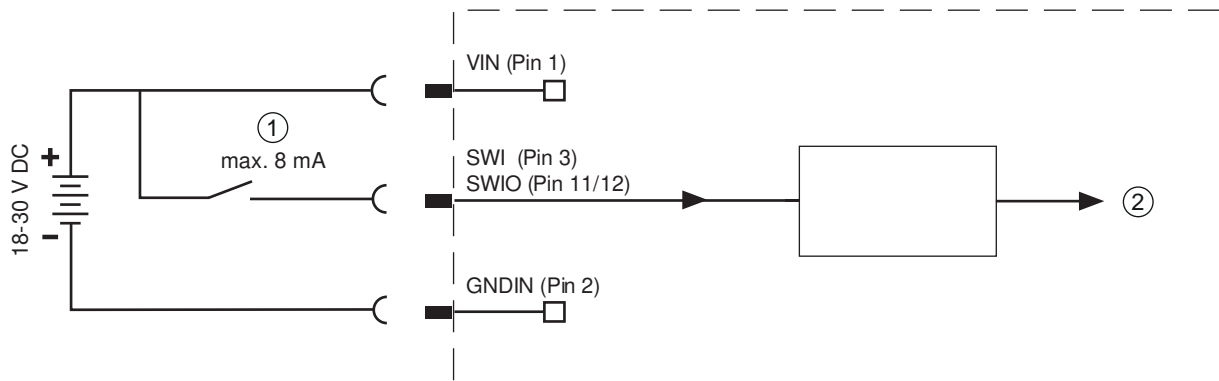 VIN (Pin 1)
①
max. 8 mA
SWI (Pin 3)
SWIO (Pin 11/12)
②
18-30 V DC
+
-
GNDIN (Pin 2)